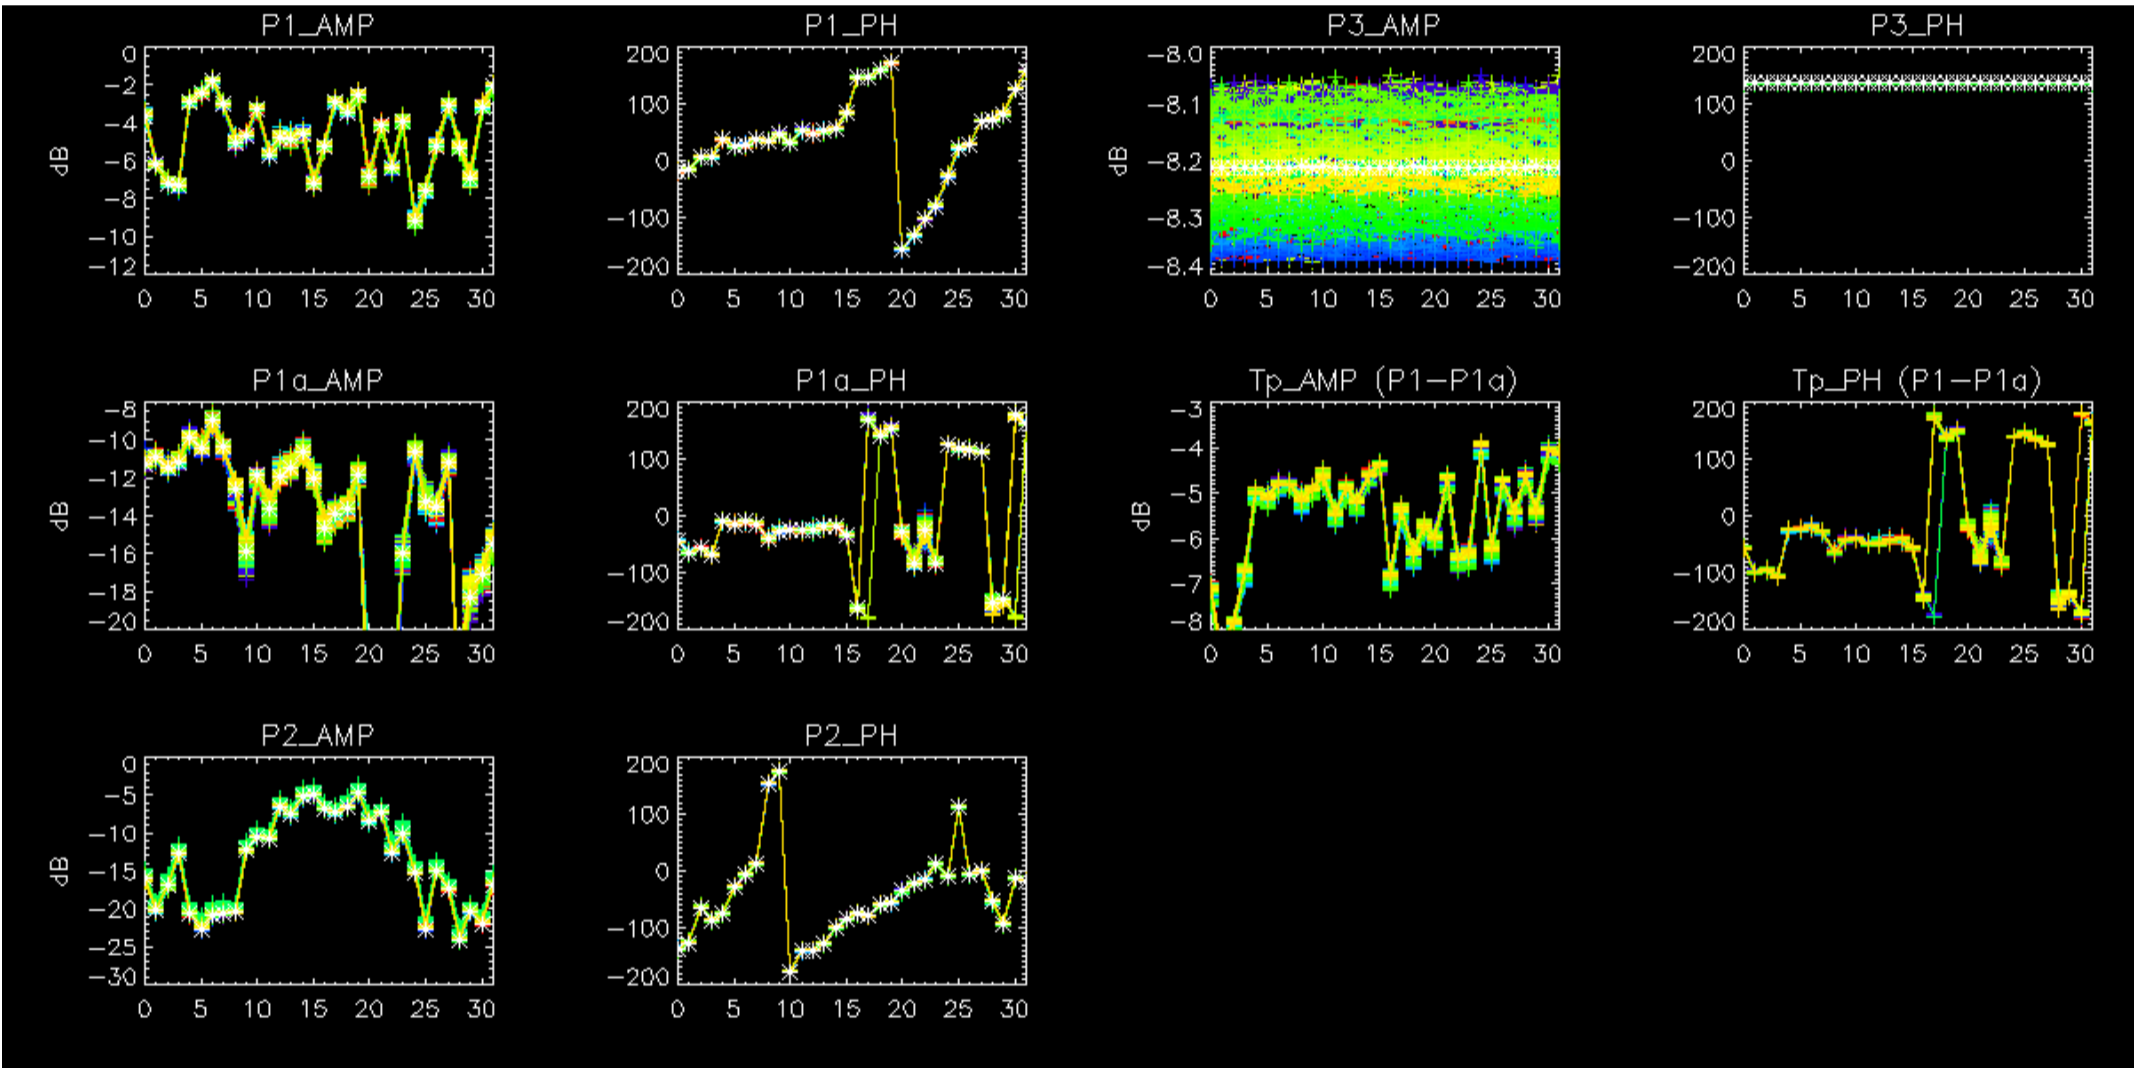 P1_AMP
0
-2
-4
-6
-8
-10
-12
dB
0 5 10 15 20 25 30
P1_PH
200
100
0
-100
-200
0 5 10 15 20 25 30
P3_AMP
-8.0
-8.1
-8.2
-8.3
-8.4
dB
0 5 10 15 20 25 30
P3_PH
200
100
0
-100
-200
0 5 10 15 20 25 30
P1a_AMP
-8
-10
-12
-14
-16
-18
-20
dB
0 5 10 15 20 25 30
P1a_PH
200
100
0
-100
-200
0 5 10 15 20 25 30
Tp_AMP (P1-P1a)
-3
-4
-5
-6
-7
-8
dB
0 5 10 15 20 25 30
Tp_PH (P1-P1a)
200
100
0
-100
-200
0 5 10 15 20 25 30
P2_AMP
0
-5
-10
-15
-20
-25
-30
dB
0 5 10 15 20 25 30
P2_PH
200
100
0
-100
-200
0 5 10 15 20 25 30